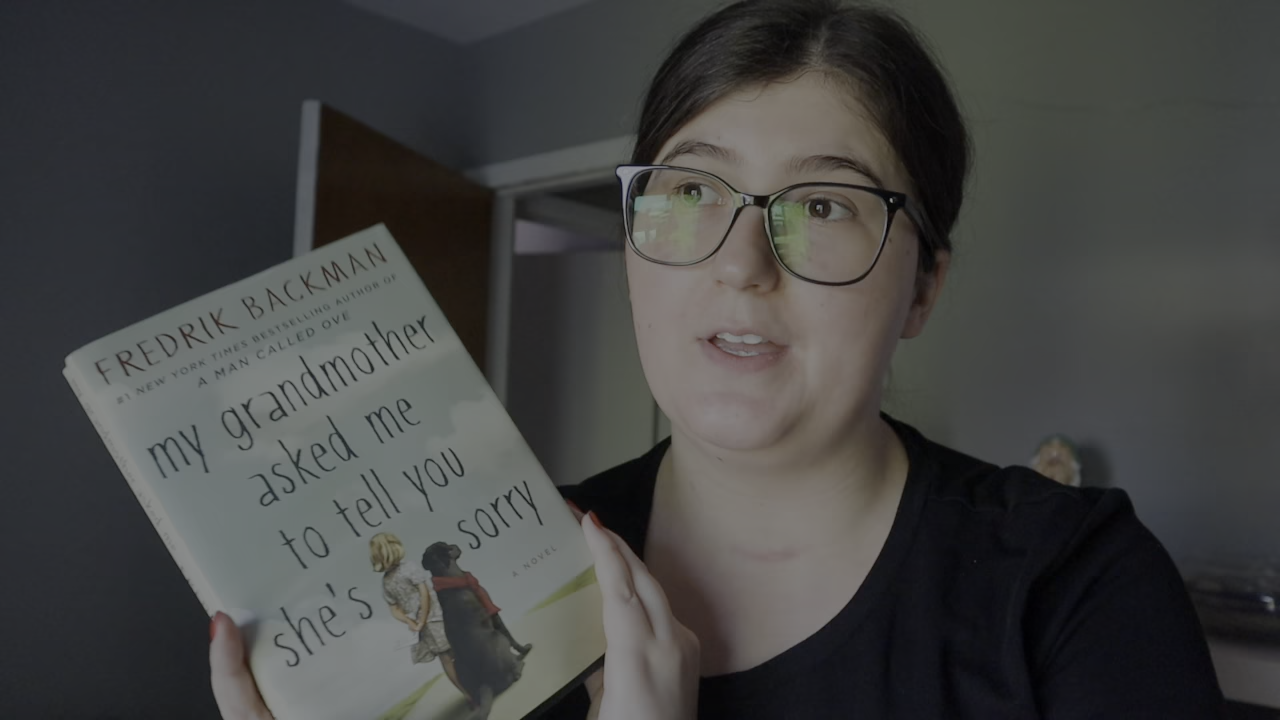 FREDRIK BACKMAN
#1 NEW YORK TIMES BESTSELLING AUTHOR OF
A MAN CALLED OVE
my grandmother
asked me
to tell you
she's sorry
A NOVEL